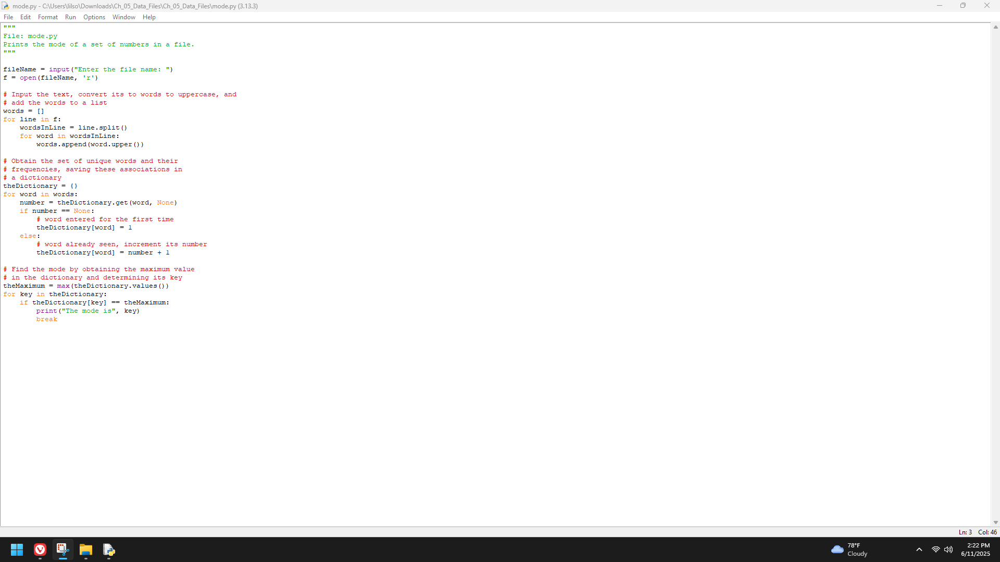 mode.py - C:\Users\lilso\Downloads\Ch_05_Data_Files\Ch_05_Data_Files\mode.py (3.13.3)
File Edit Format Run Options Window Help
"""
File: mode.py
Prints the mode of a set of numbers in a file.
"""

fileName = input("Enter the file name: ")
f = open(fileName, 'r')

# Input the text, convert its to words to uppercase, and
# add the words to a list
words = []
for line in f:
    wordsInLine = line.split()
    for word in wordsInLine:
        words.append(word.upper())

# Obtain the set of unique words and their
# frequencies, saving these associations in
# a dictionary
theDictionary = {}
for word in words:
    number = theDictionary.get(word, None)
    if number == None:
        # word entered for the first time
        theDictionary[word] = 1
    else:
        # word already seen, increment its number
        theDictionary[word] = number + 1

# Find the mode by obtaining the maximum value
# in the dictionary and determining its key
theMaximum = max(theDictionary.values())
for key in theDictionary:
    if theDictionary[key] == theMaximum:
        print("The mode is", key)
        break
Ln: 3 Col: 46
78°F
Cloudy
2:22 PM
6/11/2025